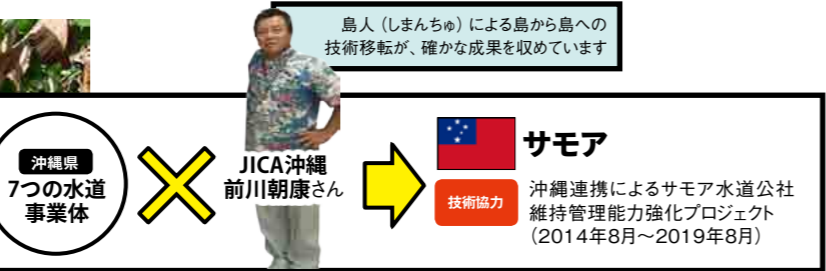 島人（しまんちゅ）による島から島への
技術移転が、確かな成果を収めています
沖縄県
7つの水道
事業体
JICA沖縄
前川朝康さん
サモア
技術協力
沖縄連携によるサモア水道公社
維持管理能力強化プロジェクト
（2014年8月～2019年8月）